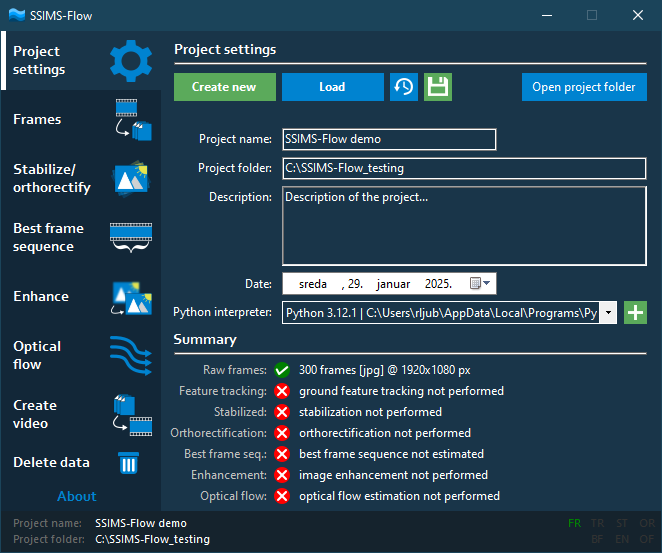 SSIMS-Flow
Project settings
Project settings
Create new
Load
Open project folder
Frames
Project name: SSIMS-Flow demo
Project folder: C:\SSIMS-Flow_testing
Stabilize/ orthorectify
Description: Description of the project...
Best frame sequence
Date: sreda , 29. januar 2025.
Enhance
Python interpreter: Python 3.12.1 | C:\Users\rljub\AppData\Local\Programs\Py
Summary
Optical flow
Raw frames: 300 frames [jpg] @ 1920x1080 px
Feature tracking: ground feature tracking not performed
Stabilized: stabilization not performed
Create video
Orthorectification: orthorectification not performed
Best frame seq.: best frame sequence not estimated
Delete data
Enhancement: image enhancement not performed
Optical flow: optical flow estimation not performed
About
Project name: SSIMS-Flow demo
FR TR ST OR
Project folder: C:\SSIMS-Flow_testing
BF EN OF